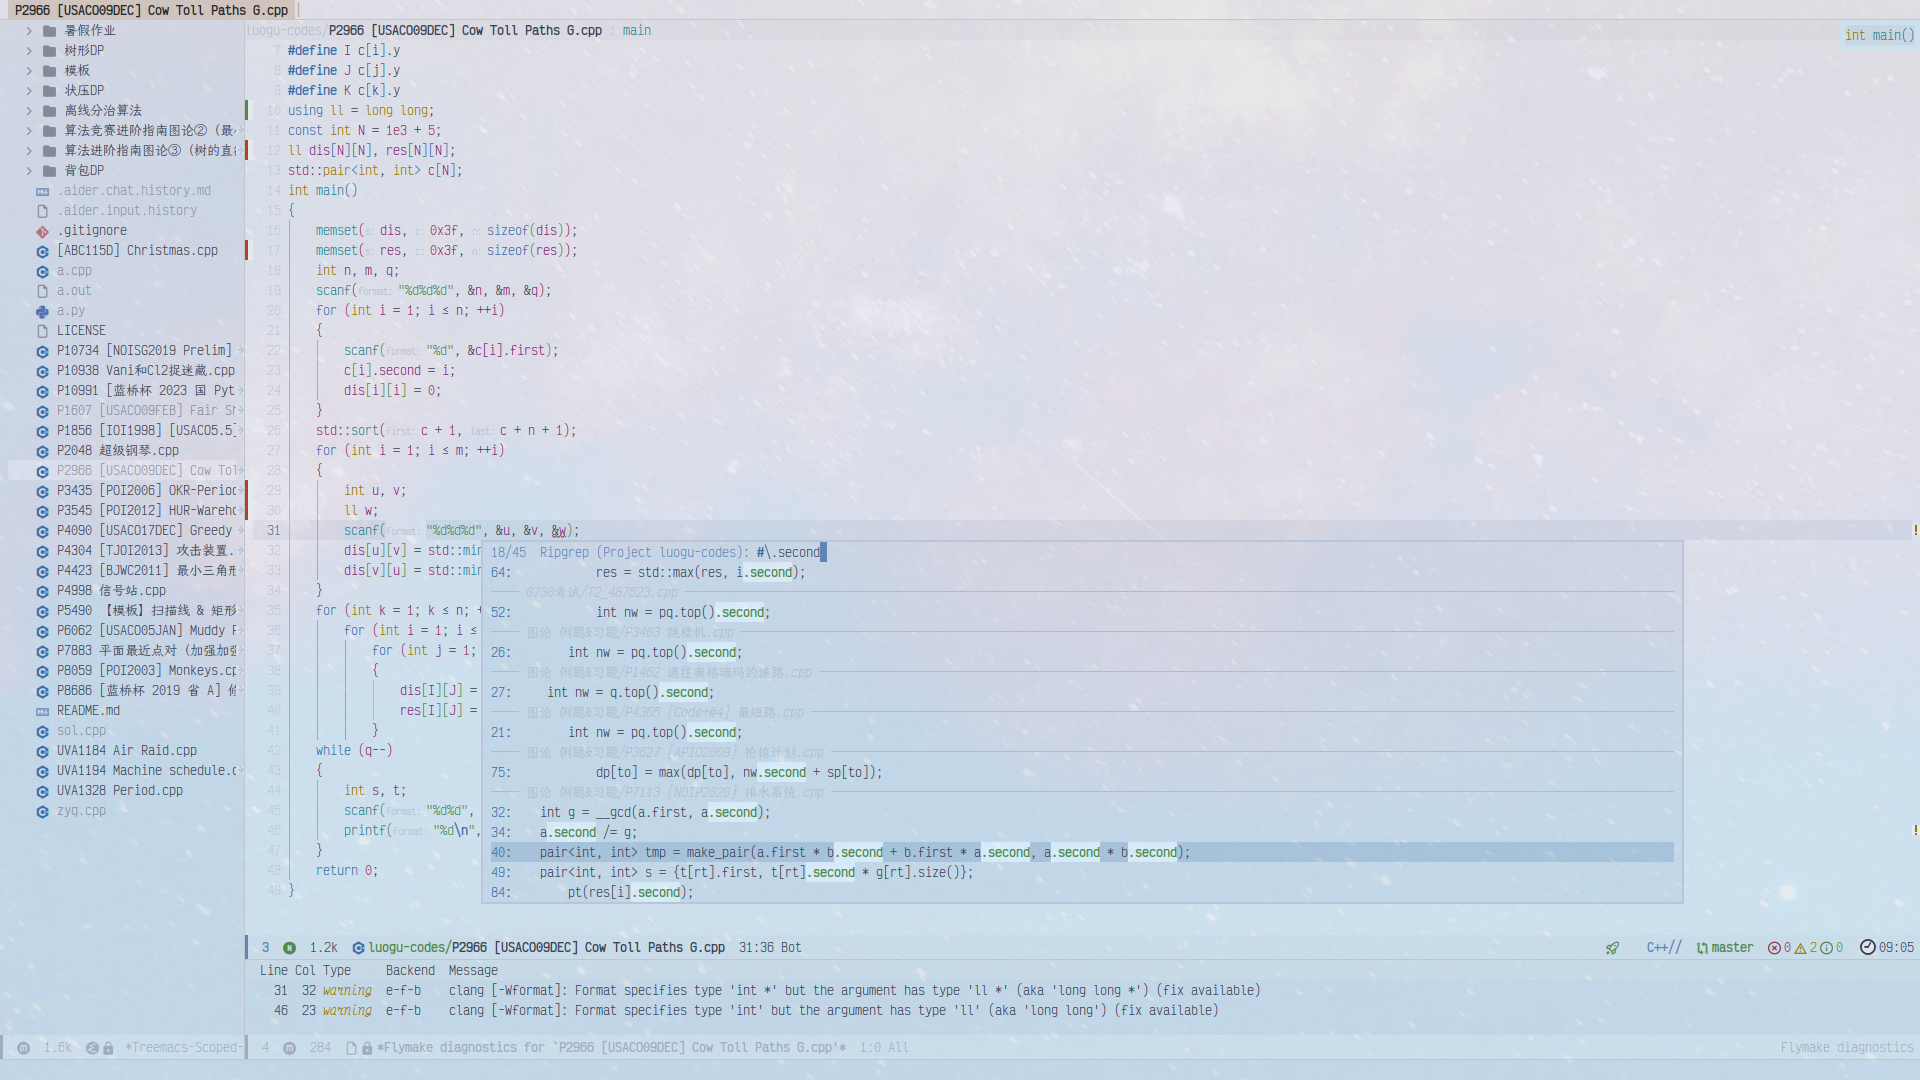 P2966 [USACO09DEC] Cow Toll Paths G.cpp
暑假作业
树形DP
模板
状压DP
离线分治算法
算法竞赛进阶指南图论②（最
算法进阶指南图论③（树的直
背包DP
.aider.chat.history.md
.aider.input.history
.gitignore
[ABC115D] Christmas.cpp
a.cpp
a.out
a.py
LICENSE
P10734 [NOISG2019 Prelim]
P10938 Vani和Cl2捉迷藏.cpp
P10991 [蓝桥杯 2023 国 Pyt
P1607 [USACO09FEB] Fair Sh
P1856 [IOI1998] [USACO5.5]
P2048 超级钢琴.cpp
P2966 [USACO09DEC] Cow Tol
P3435 [POI2006] OKR-Period
P3545 [POI2012] HUR-Wareho
P4090 [USACO17DEC] Greedy
P4304 [TJOI2013] 攻击装置.
P4423 [BJWC2011] 最小三角形
P4998 信号站.cpp
P5490 【模板】扫描线 & 矩形
P6062 [USACO05JAN] Muddy F
P7883 平面最近点对（加强加强
P8059 [POI2003] Monkeys.cp
P8686 [蓝桥杯 2019 省 A] 修
README.md
sol.cpp
UVA1184 Air Raid.cpp
UVA1194 Machine schedule.c
UVA1328 Period.cpp
zyq.cpp
luogu-codes/P2966 [USACO09DEC] Cow Toll Paths G.cpp : main
int main()
7 #define I c[i].y
8 #define J c[j].y
9 #define K c[k].y
10 using ll = long long;
11 const int N = 1e3 + 5;
12 ll dis[N][N], res[N][N];
13 std::pair<int, int> c[N];
14 int main()
15 {
16 memset(s: dis, c: 0x3f, n: sizeof(dis));
17 memset(s: res, c: 0x3f, n: sizeof(res));
18 int n, m, q;
19 scanf(format: "%d%d%d", &n, &m, &q);
20 for (int i = 1; i ≤ n; ++i)
21 {
22 scanf(format: "%d", &c[i].first);
23 c[i].second = i;
24 dis[i][i] = 0;
25 }
26 std::sort(first: c + 1, last: c + n + 1);
27 for (int i = 1; i ≤ m; ++i)
28 {
29 int u, v;
30 ll w;
31 scanf(format: "%d%d%d", &u, &v, &w);
32 dis[u][v] = std::min
33 dis[v][u] = std::min
34 }
35 for (int k = 1; k ≤ n; +
36 for (int i = 1; i ≤
37 for (int j = 1;
38 {
39 dis[I][J] =
40 res[I][J] =
41 }
42 while (q--)
43 {
44 int s, t;
45 scanf(format: "%d%d",
46 printf(format: "%d\n",
47 }
48 return 0;
49 }
18/45 Ripgrep (Project luogu-codes): #\.second
64: res = std::max(res, i.second);
0730考试/T2_487623.cpp
52: int nw = pq.top().second;
图论 例题&习题/P3403 跳楼机.cpp
26: int nw = pq.top().second;
图论 例题&习题/P1462 通往奥格瑞玛的道路.cpp
27: int nw = q.top().second;
图论 例题&习题/P4366 [Code+#4] 最短路.cpp
21: int nw = pq.top().second;
图论 例题&习题/P3627 [APIO2009] 抢掠计划.cpp
75: dp[to] = max(dp[to], nw.second + sp[to]);
图论 例题&习题/P7113 [NOIP2020] 排水系统.cpp
32: int g = __gcd(a.first, a.second);
34: a.second /= g;
40: pair<int, int> tmp = make_pair(a.first * b.second + b.first * a.second, a.second * b.second);
49: pair<int, int> s = {t[rt].first, t[rt].second * g[rt].size()};
84: pt(res[i].second);
3 N 1.2k luogu-codes/P2966 [USACO09DEC] Cow Toll Paths G.cpp 31:36 Bot C++// master 0 2 0 09:05
Line Col Type Backend Message
31 32 warning e-f-b clang [-Wformat]: Format specifies type 'int *' but the argument has type 'll *' (aka 'long long *') (fix available)
46 23 warning e-f-b clang [-Wformat]: Format specifies type 'int' but the argument has type 'll' (aka 'long long') (fix available)
1.6k *Treemacs-Scoped-
4 284 *Flymake diagnostics for `P2966 [USACO09DEC] Cow Toll Paths G.cpp'* 1:0 All Flymake diagnostics